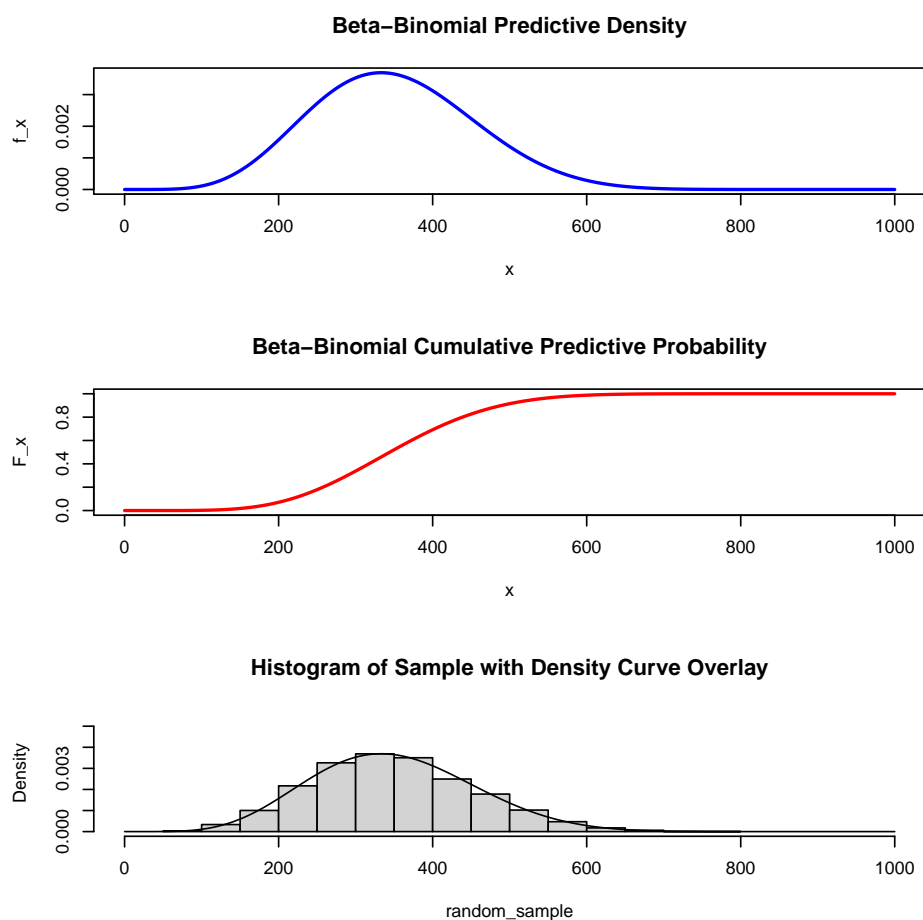 Beta−Binomial Predictive Density
f_x
0.000
0.002
0
200
400
600
800
1000
x
Beta−Binomial Cumulative Predictive Probability
F_x
0.0
0.4
0.8
0
200
400
600
800
1000
x
Histogram of Sample with Density Curve Overlay
Density
0.000
0.003
0
200
400
600
800
1000
random_sample